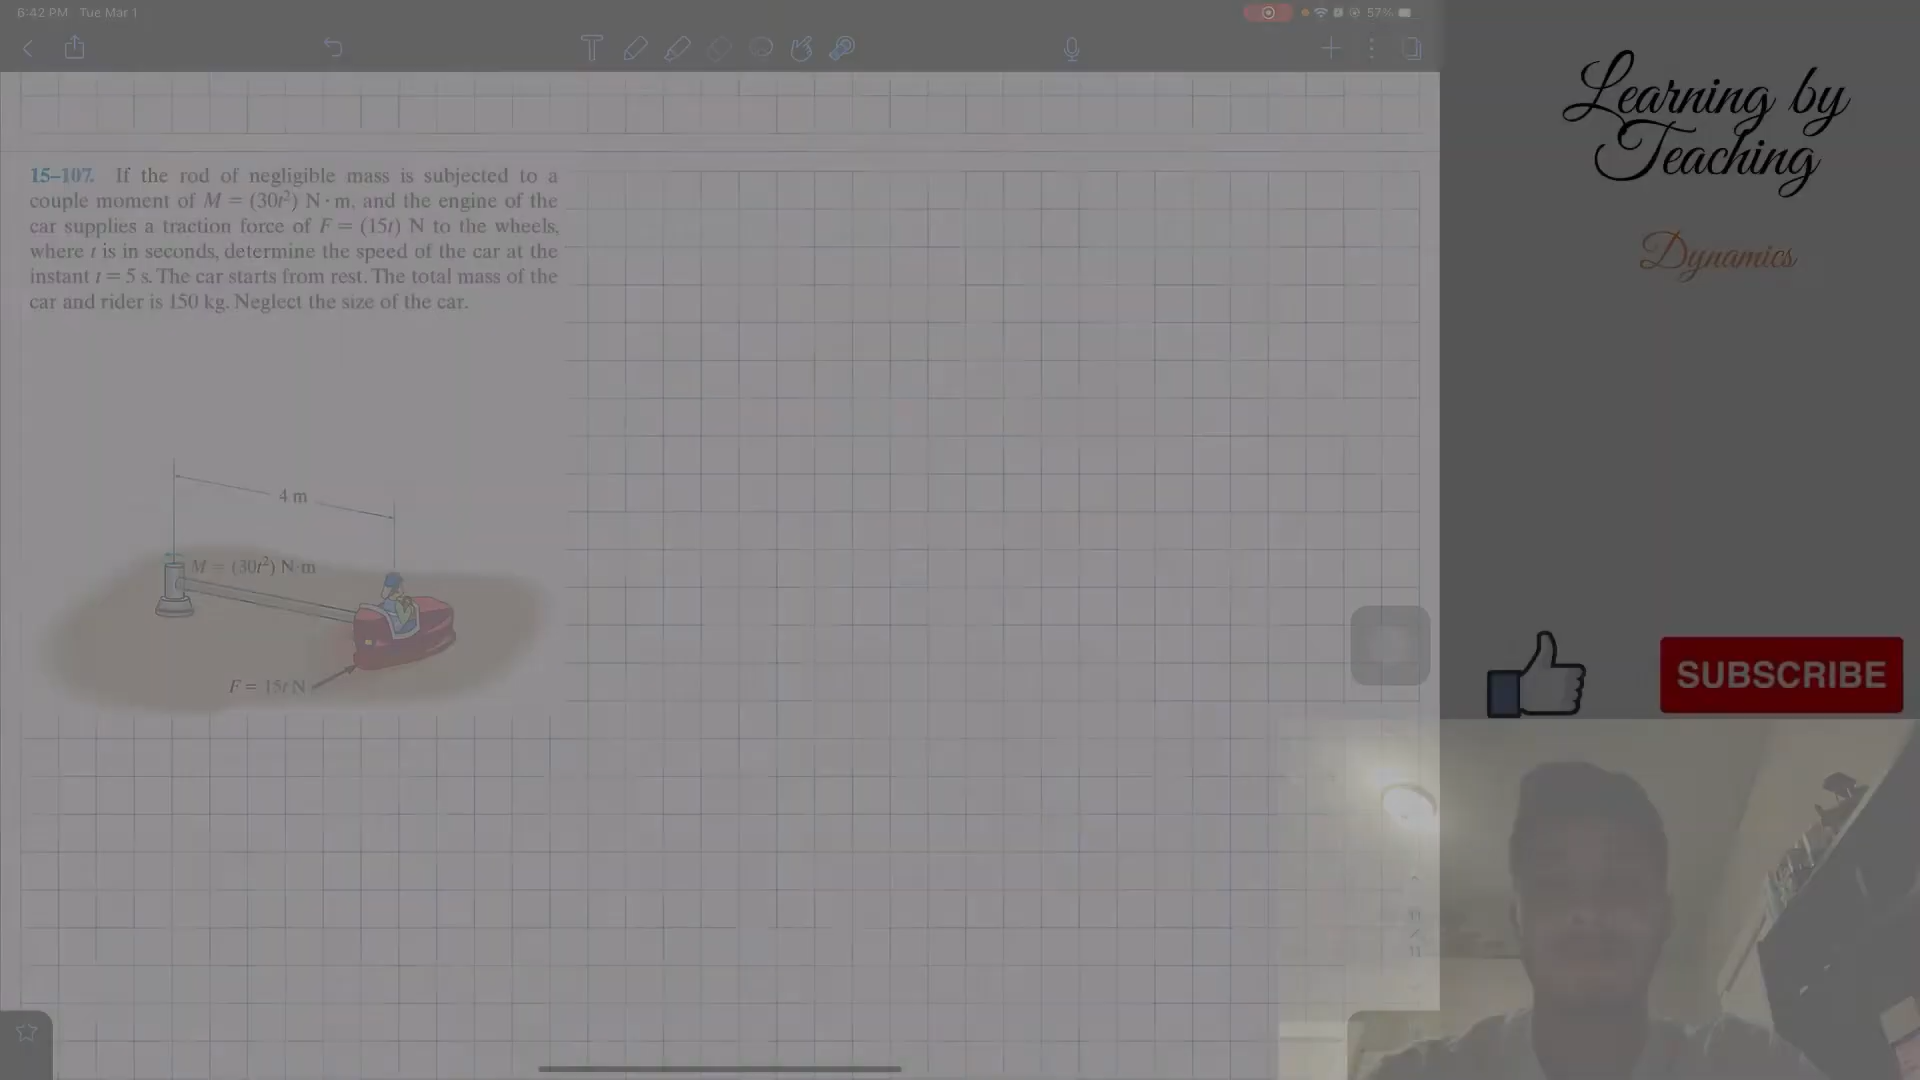 6:42 PM Tue Mar 1
57%
Learning by
Teaching
Dynamics
15–107. If the rod of negligible mass is subjected to a
couple moment of M = (30t²) N·m, and the engine of the
car supplies a traction force of F = (15t) N to the wheels,
where t is in seconds, determine the speed of the car at the
instant t = 5 s. The car starts from rest. The total mass of the
car and rider is 150 kg. Neglect the size of the car.
4 m
M = (30t²) N·m
F = 15t N
SUBSCRIBE
11
/
11